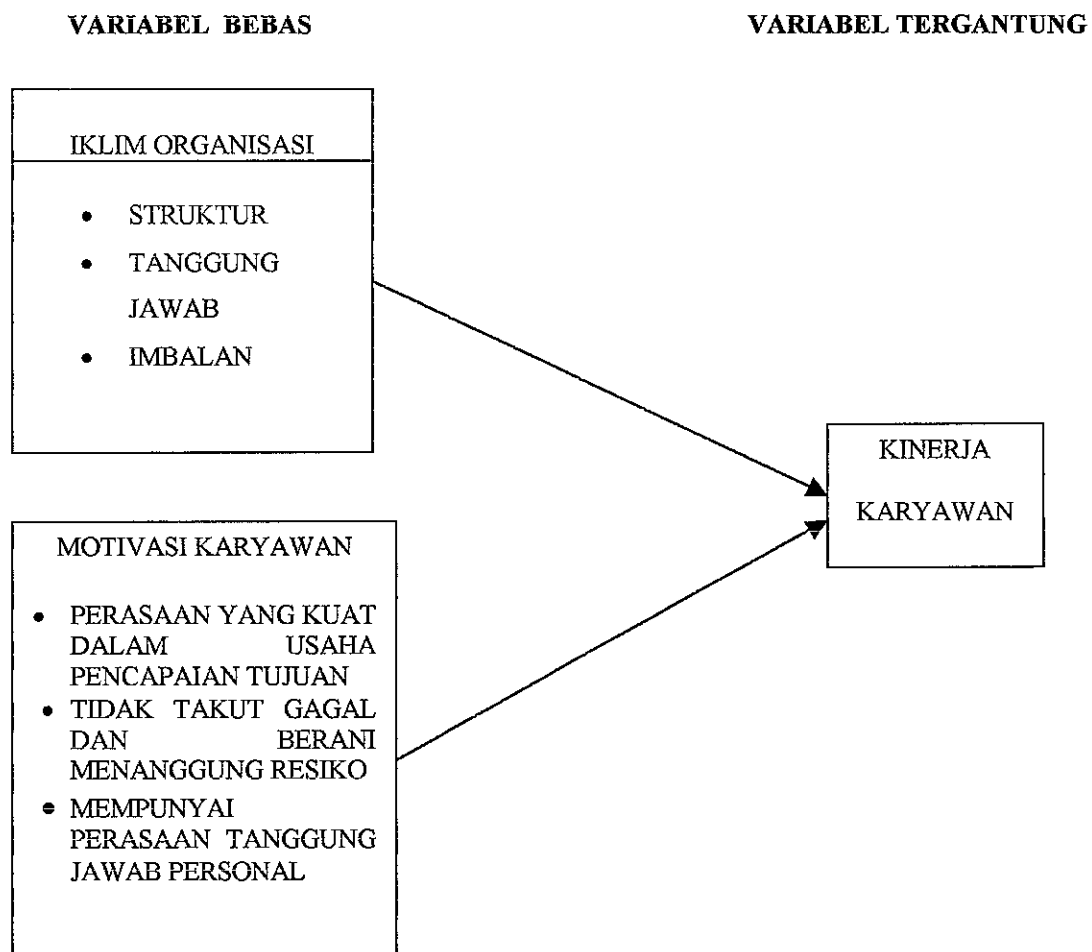 VARIABEL BEBAS
VARIABEL TERGANTUNG
IKLIM ORGANISASI
• STRUKTUR
• TANGGUNG
JAWAB
• IMBALAN
KINERJA
KARYAWAN
MOTIVASI KARYAWAN
• PERASAAN YANG KUAT
DALAM USAHA
PENCAPAIAN TUJUAN
• TIDAK TAKUT GAGAL
DAN BERANI
MENANGGUNG RESIKO
• MEMPUNYAI
PERASAAN TANGGUNG
JAWAB PERSONAL